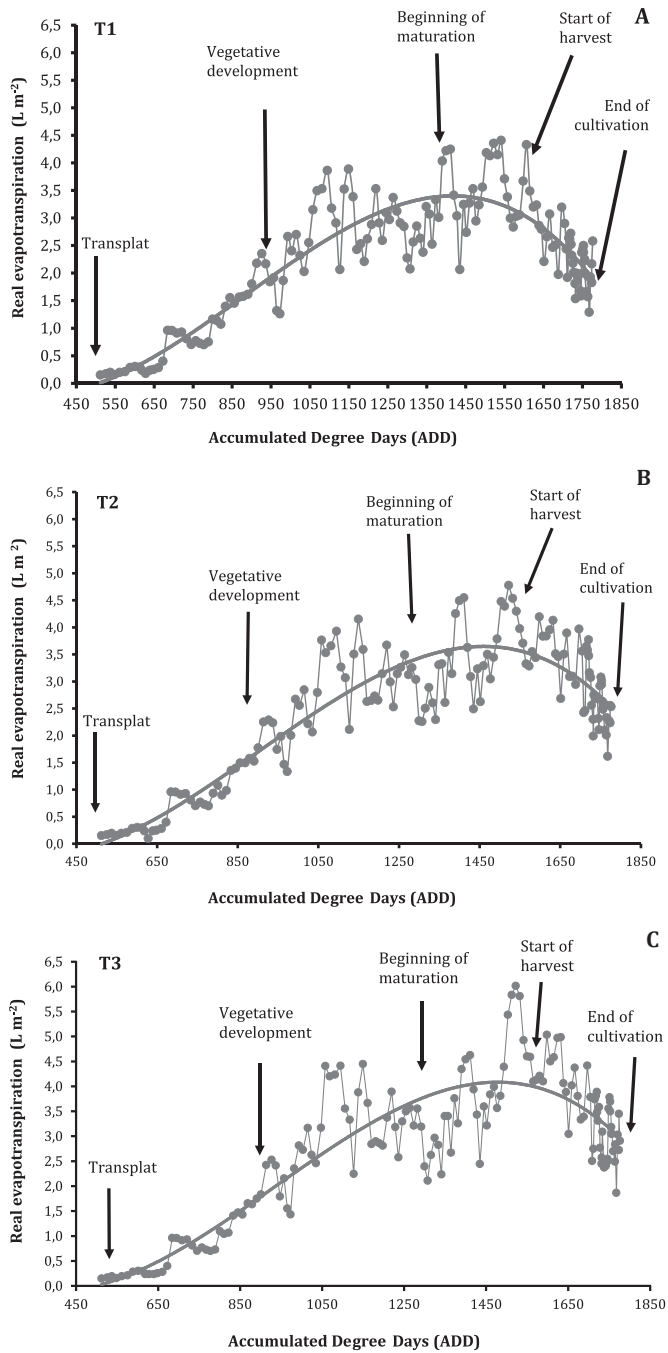 T1
A
Real evapotranspiration (L m-2)
6,5
6,0
5,5
5,0
4,5
4,0
3,5
3,0
2,5
2,0
1,5
1,0
0,5
0,0
Transplat
Vegetative
development
Beginning of
maturation
Start of
harvest
End of
cultivation
450 550 650 750 850 950 1050 1150 1250 1350 1450 1550 1650 1750 1850
Accumulated Degree Days (ADD)
T2
B
Real evapotranspiration (L m 2)
6,5
6,0
5,5
5,0
4,5
4,0
3,5
3,0
2,5
2,0
1,5
1,0
0,5
0,0
Transplat
Vegetative
development
Beginning of
maturation
Start of
harvest
End of
cultivation
450 650 850 1050 1250 1450 1650 1850
Accumulated Degree Days (ADD)
T3
C
Real evapotranspiration (L m-2)
6,5
6,0
5,5
5,0
4,5
4,0
3,5
3,0
2,5
2,0
1,5
1,0
0,5
0,0
Transplat
Vegetative
development
Beginning of
maturation
Start of
harvest
End of
cultivation
450 650 850 1050 1250 1450 1650 1850
Accumulated Degree Days (ADD)